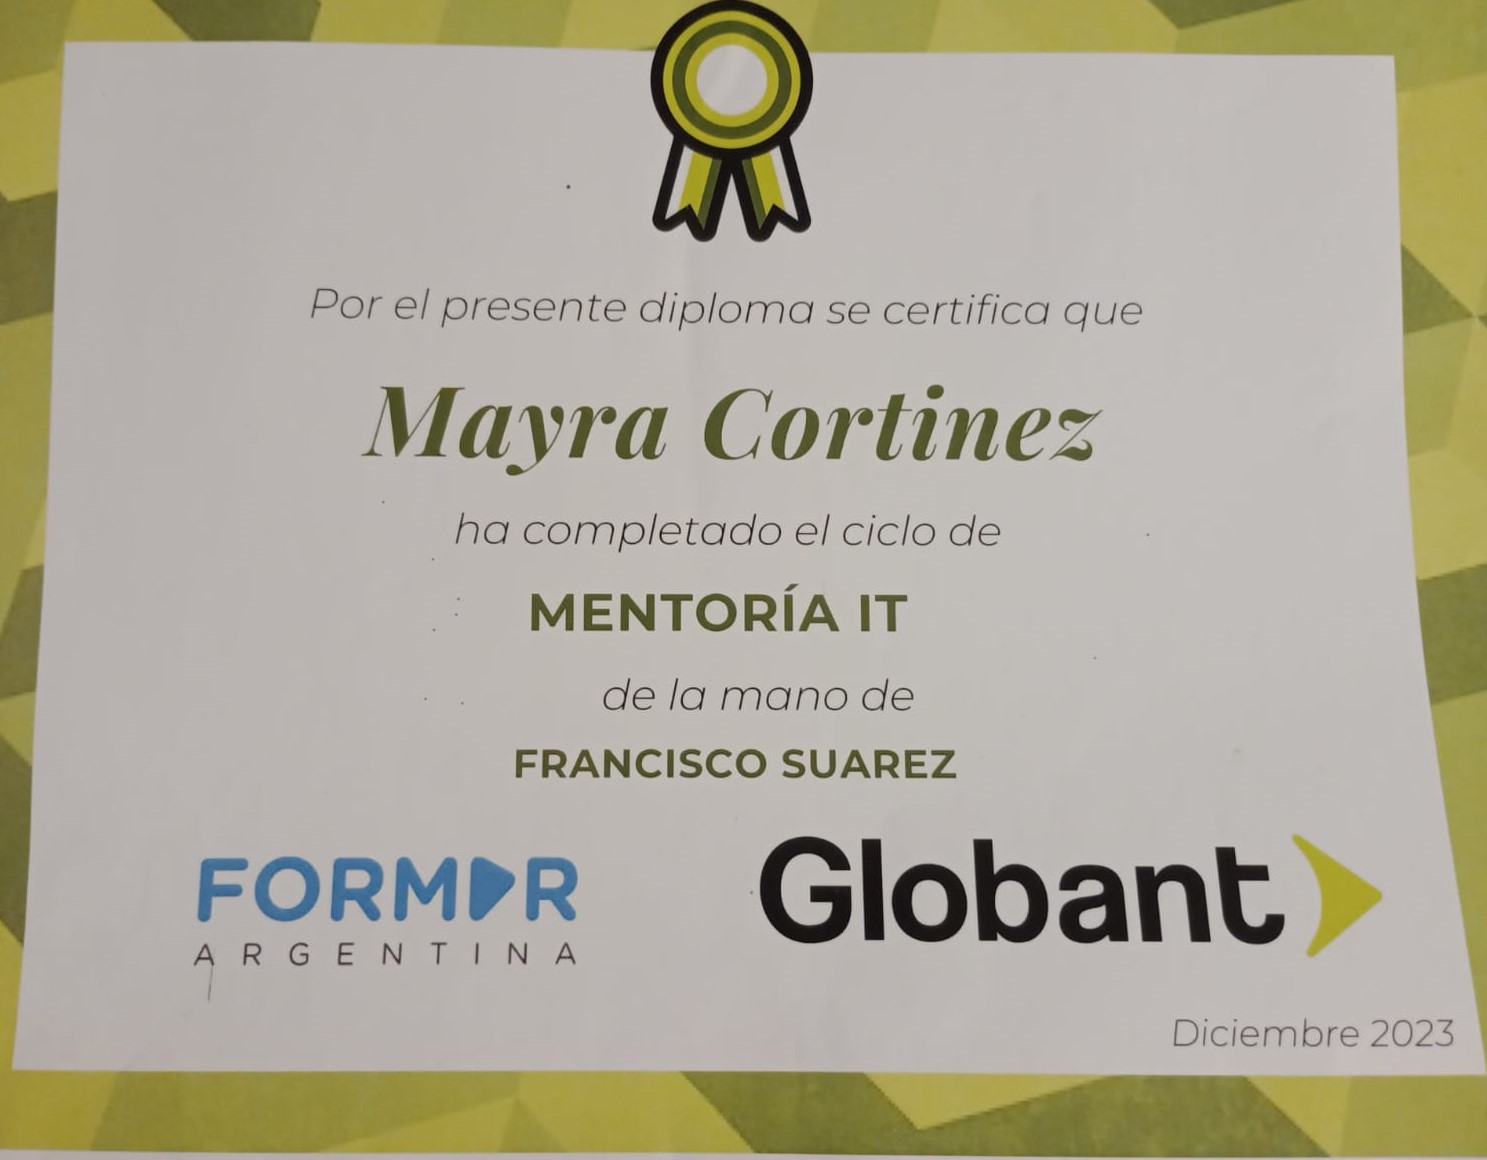 Por el presente diploma se certifica que
Mayra Cortinez
ha completado el ciclo de
MENTORÍA IT
de la mano de
FRANCISCO SUAREZ
FORMAR
ARGENTINA
Globant
Diciembre 2023